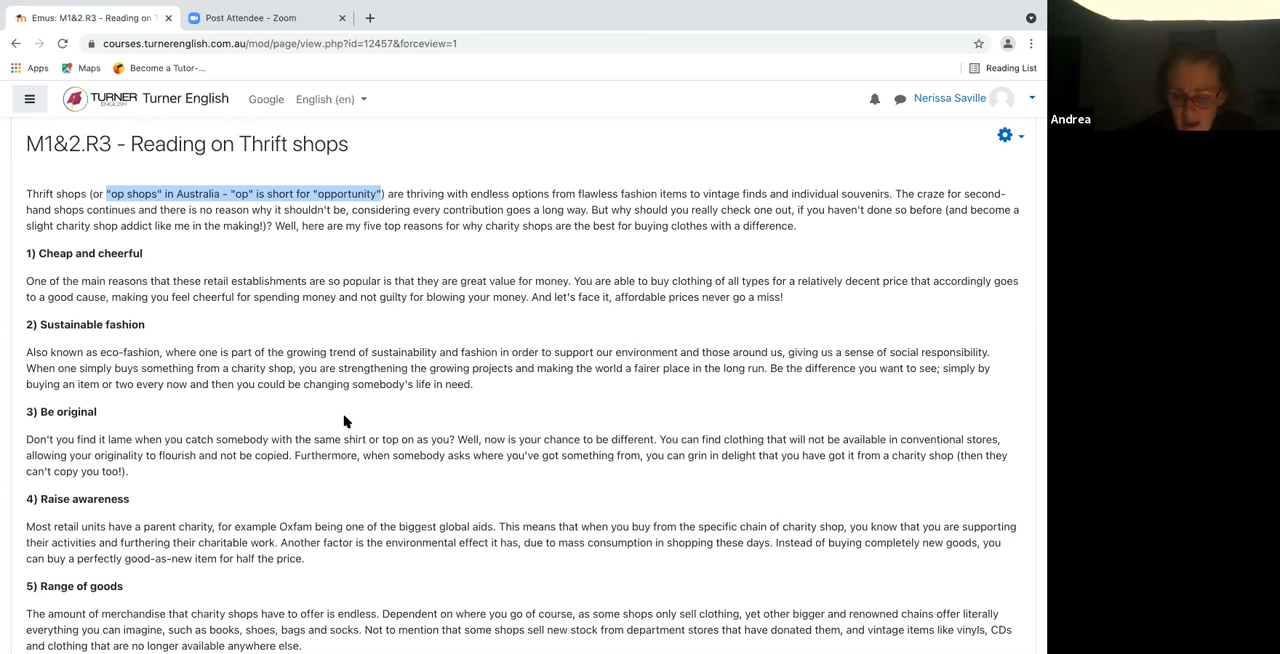 Emus: M1&2.R3 - Reading on T
Post Attendee - Zoom
courses.turnerenglish.com.au/mod/page/view.php?id=12457&forceview=1
Apps
Maps
Become a Tutor-...
Reading List
TURNER
ENGLISH
Turner English
Google
English (en)
Nerissa Saville
Andrea
M1&2.R3 - Reading on Thrift shops
Thrift shops (or "op shops" in Australia - "op" is short for "opportunity") are thriving with endless options from flawless fashion items to vintage finds and individual souvenirs. The craze for second-
hand shops continues and there is no reason why it shouldn't be, considering every contribution goes a long way. But why should you really check one out, if you haven't done so before (and become a
slight charity shop addict like me in the making!)? Well, here are my five top reasons for why charity shops are the best for buying clothes with a difference.
1) Cheap and cheerful
One of the main reasons that these retail establishments are so popular is that they are great value for money. You are able to buy clothing of all types for a relatively decent price that accordingly goes
to a good cause, making you feel cheerful for spending money and not guilty for blowing your money. And let's face it, affordable prices never go a miss!
2) Sustainable fashion
Also known as eco-fashion, where one is part of the growing trend of sustainability and fashion in order to support our environment and those around us, giving us a sense of social responsibility.
When one simply buys something from a charity shop, you are strengthening the growing projects and making the world a fairer place in the long run. Be the difference you want to see; simply by
buying an item or two every now and then you could be changing somebody's life in need.
3) Be original
Don't you find it lame when you catch somebody with the same shirt or top on as you? Well, now is your chance to be different. You can find clothing that will not be available in conventional stores,
allowing your originality to flourish and not be copied. Furthermore, when somebody asks where you've got something from, you can grin in delight that you have got it from a charity shop (then they
can't copy you too!).
4) Raise awareness
Most retail units have a parent charity, for example Oxfam being one of the biggest global aids. This means that when you buy from the specific chain of charity shop, you know that you are supporting
their activities and furthering their charitable work. Another factor is the environmental effect it has, due to mass consumption in shopping these days. Instead of buying completely new goods, you
can buy a perfectly good-as-new item for half the price.
5) Range of goods
The amount of merchandise that charity shops have to offer is endless. Dependent on where you go of course, as some shops only sell clothing, yet other bigger and renowned chains offer literally
everything you can imagine, such as books, shoes, bags and socks. Not to mention that some shops sell new stock from department stores that have donated them, and vintage items like vinyls, CDs
and clothing that are no longer available anywhere else.